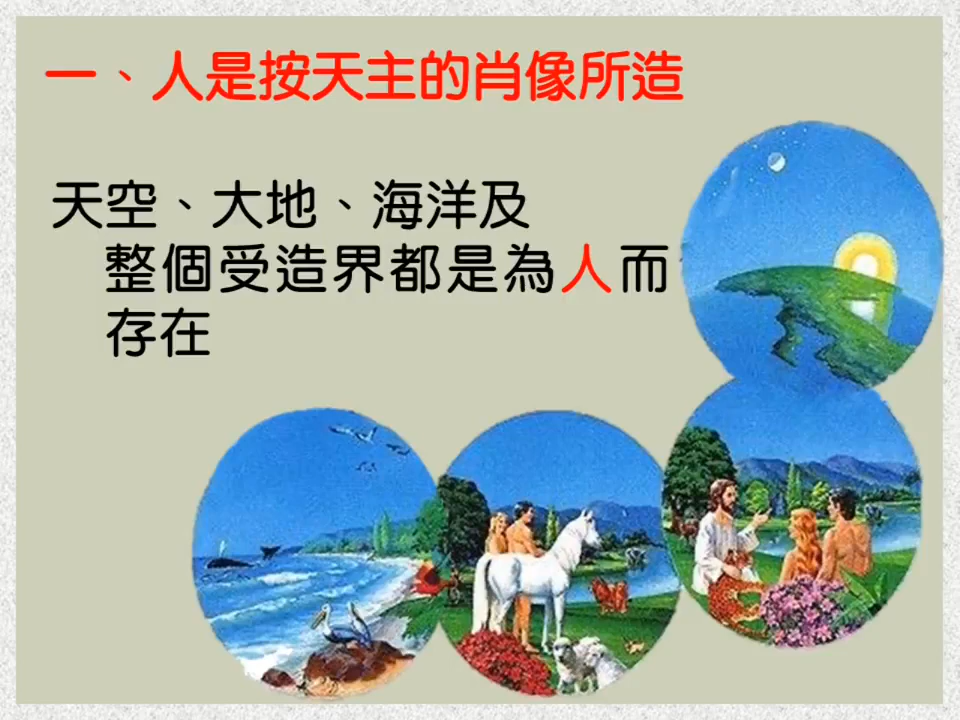 一、人是按天主的肖像所造
天空、大地、海洋及
整個受造界都是為人而
存在